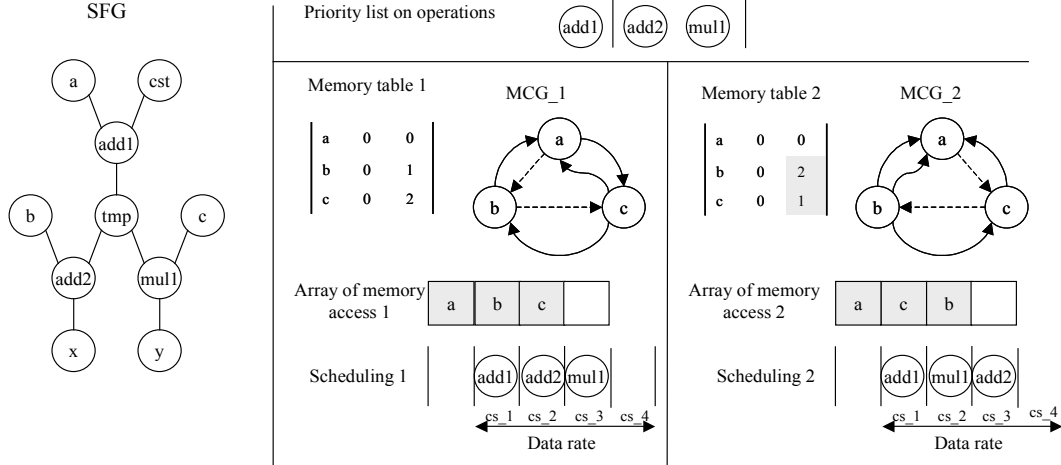 SFG
a
cst
add1
b
tmp
c
add2
mul1
x
y
Priority list on operations
add1
add2
mul1
Memory table 1
MCG_1
a 0 0
b 0 1
c 0 2
a
b
c
Array of memory
access 1
a b c
Scheduling 1
add1 add2 mul1
cs_1 cs_2 cs_3 cs_4
Data rate
Memory table 2
MCG_2
a 0 0
b 0 2
c 0 1
a
b
c
Array of memory
access 2
a c b
Scheduling 2
add1 mul1 add2
cs_1 cs_2 cs_3 cs_4
Data rate